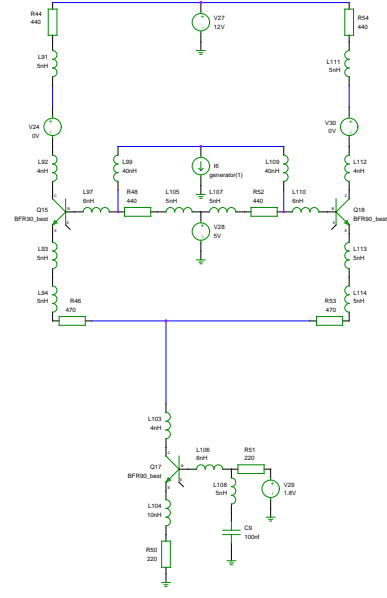 R44
440
V27
12V
R54
440
L91
5nH
L111
5nH
V24
0V
V30
0V
L92
4nH
L99
40nH
I6
generator(1)
L109
40nH
L112
4nH
C
C
Q15
BFR90_best
B
E
L97
6nH
R48
440
L105
5nH
L107
5nH
R52
440
L110
6nH
B
E
Q18
BFR90_best
V28
5V
L93
5nH
L113
5nH
L94
5nH
L114
5nH
R46
470
R53
470
L103
4nH
C
Q17
BFR90_best
B
E
L106
6nH
R51
220
L108
5nH
V29
1.8V
L104
10nH
C9
100nf
R50
220